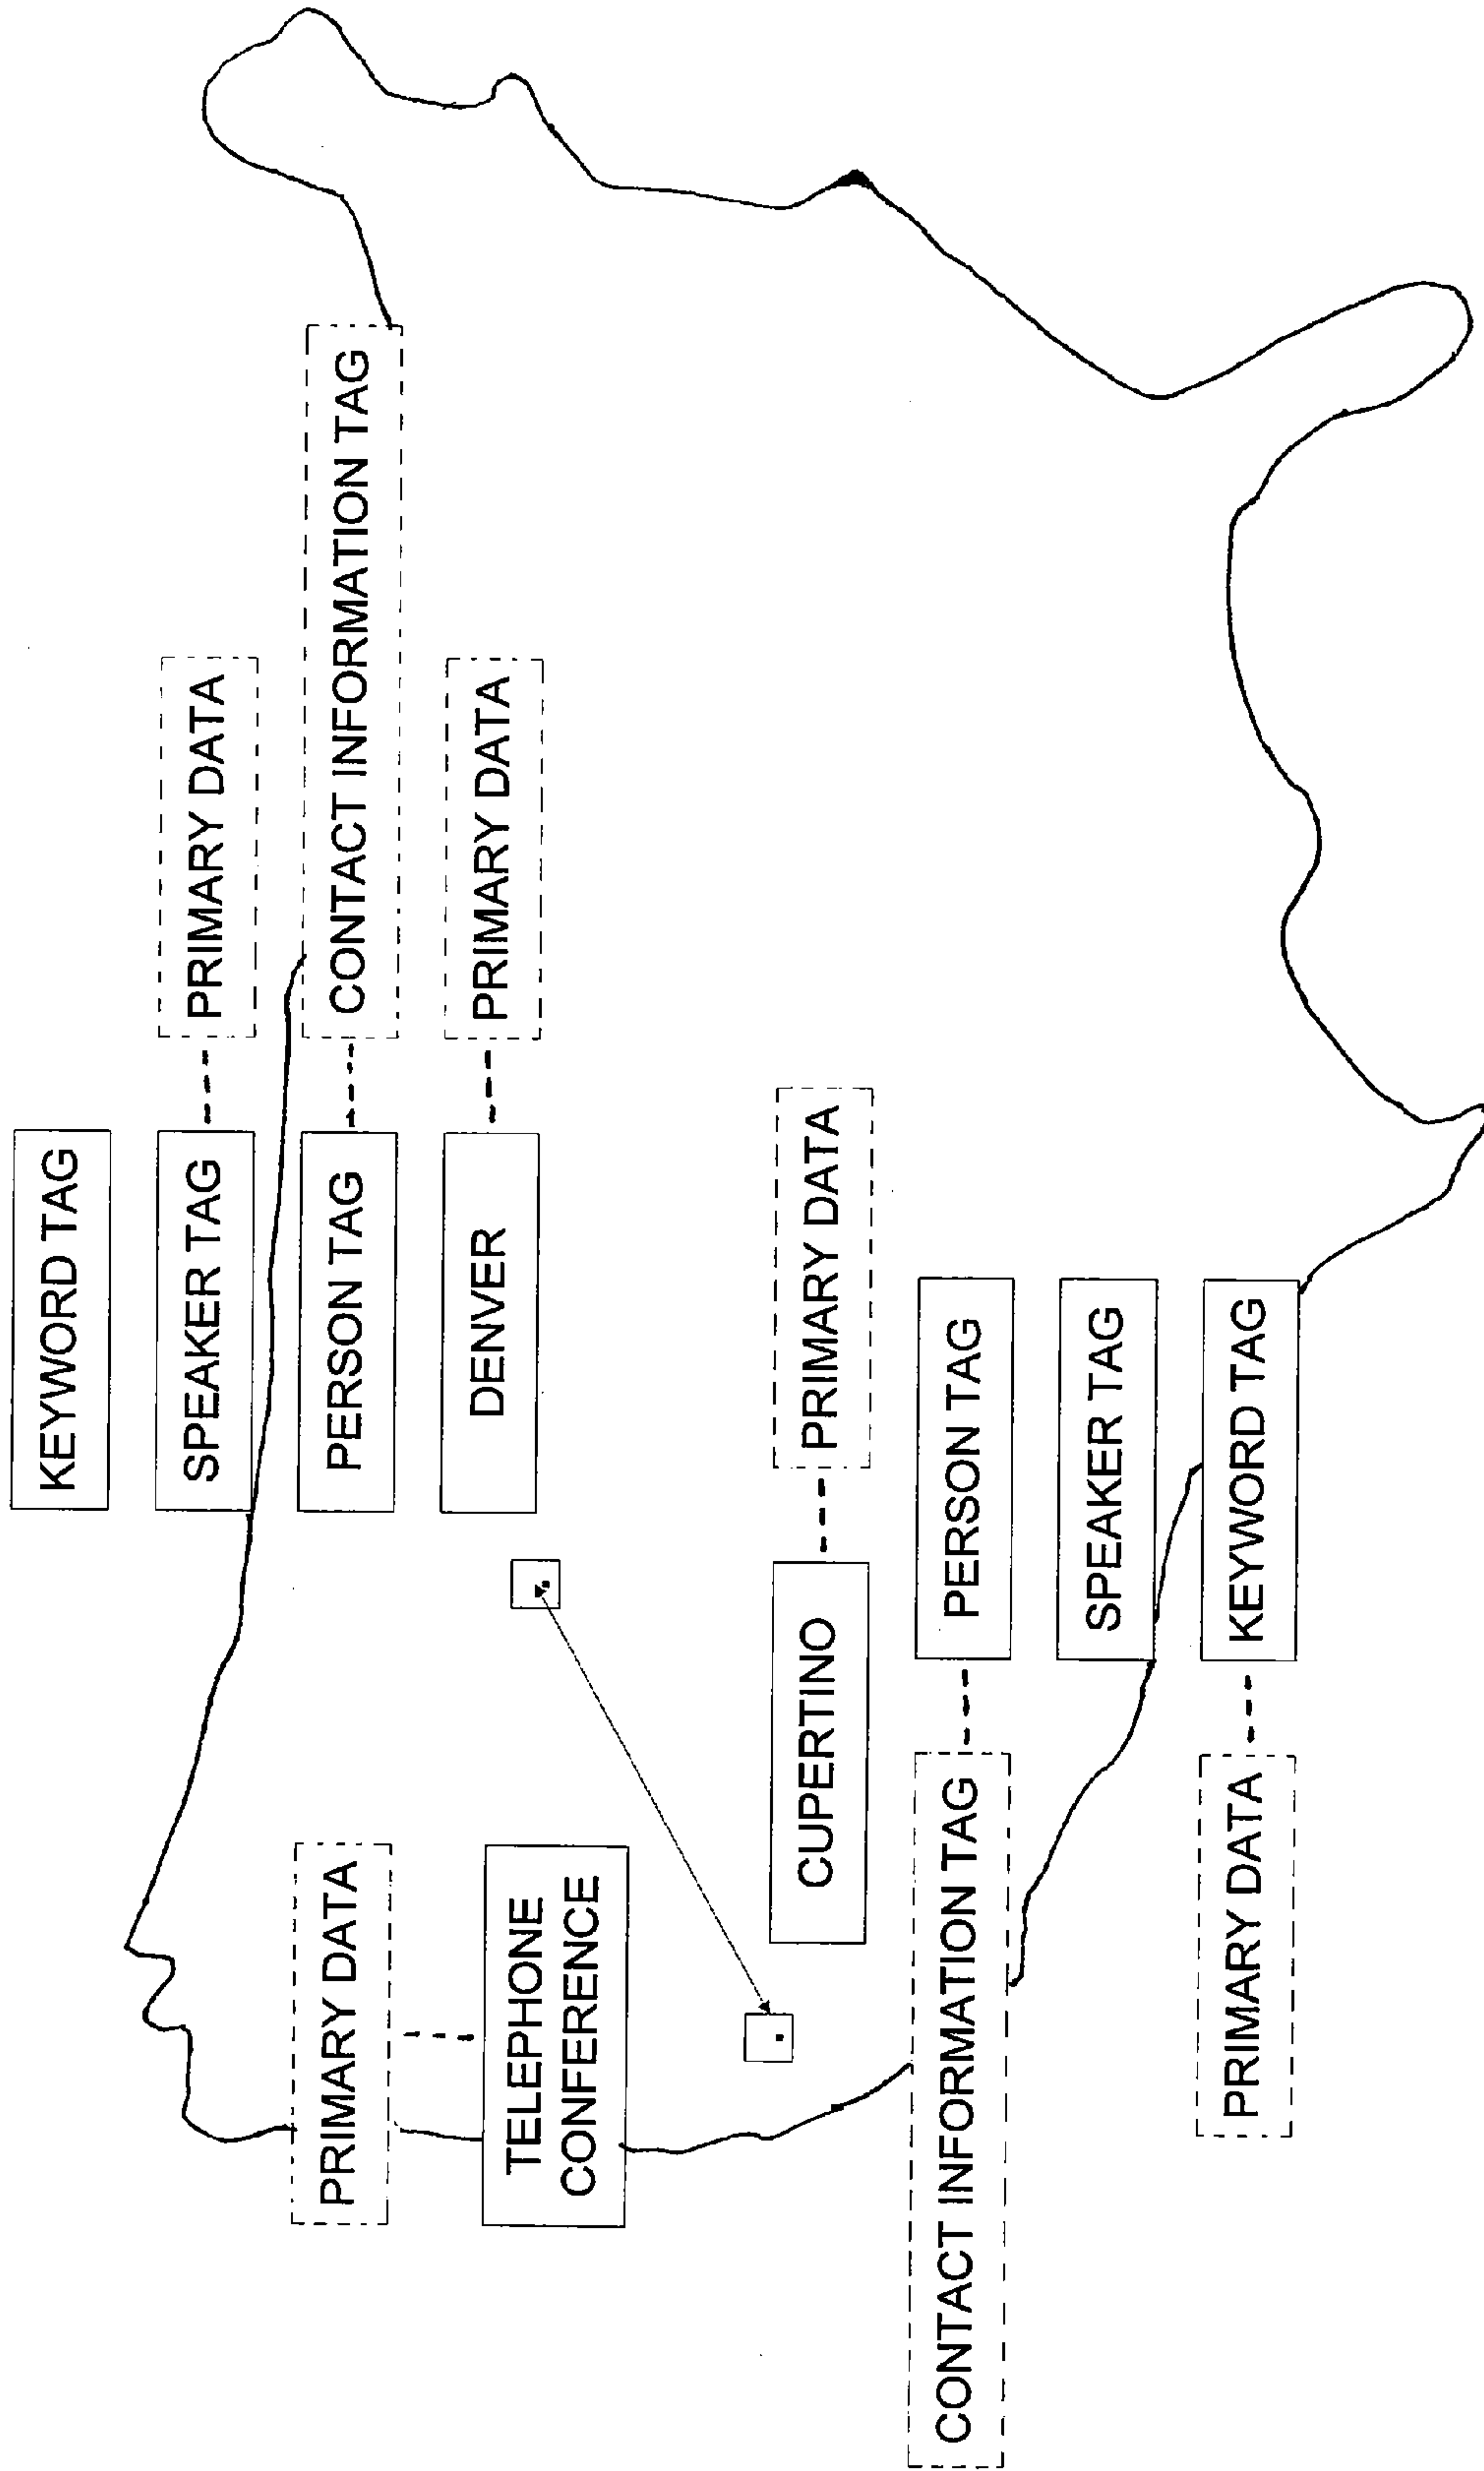 KEYWORD TAG
SPEAKER TAG
PRIMARY DATA
PRIMARY DATA
PERSON TAG
CONTACT INFORMATION TAG
DENVER
PRIMARY DATA
TELEPHONE
CONFERENCE
CUPERTINO
PRIMARY DATA
CONTACT INFORMATION TAG
PERSON TAG
SPEAKER TAG
PRIMARY DATA
KEYWORD TAG